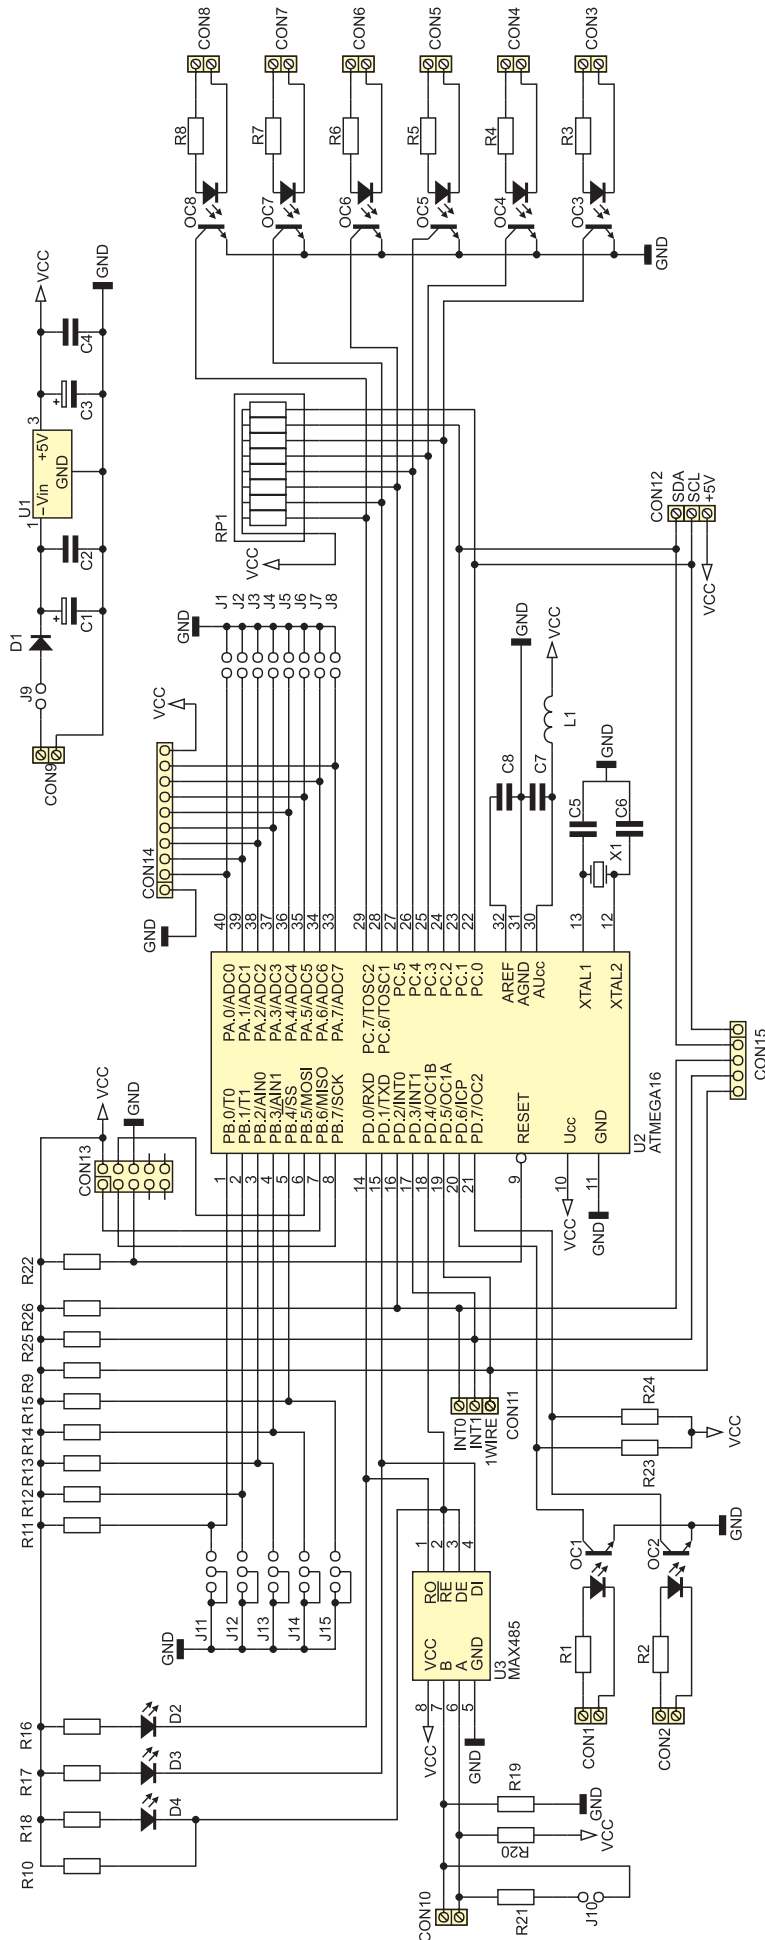 CON8
CON7
CON6
CON5
CON4
CON3
R8
R7
R6
R5
R4
R3
OC8
OC7
OC6
OC5
OC4
OC3
GND
VCC
GND
C4
C3
+
3
+5V
GND
–Vin
U1
1
C2
C1
+
D1
J9
CON9
RP1
VCC
CON12
SDA
SCL
+5V
VCC
GND
J1
J2
J3
J4
J5
J6
J7
J8
VCC
CON14
GND
GND
VCC
L1
C8
C7
GND
C5
C6
X1
40
39
38
37
36
35
34
33
29
28
27
26
25
24
23
22
32
31
30
13
12
PA.0/ADC0
PA.1/ADC1
PA.2/ADC2
PA.3/ADC3
PA.4/ADC4
PA.5/ADC5
PA.6/ADC6
PA.7/ADC7
PC.7/TOSC2
PC.6/TOSC1
PC.5
PC.4
PC.3
PC.2
PC.1
PC.0
AREF
AGND
AUcc
XTAL1
XTAL2
PB.0/T0
PB.1/T1
PB.2/AIN0
PB.3/AIN1
PB.4/SS
PB.5/MOSI
PB.6/MISO
PB.7/SCK
PD.0/RXD
PD.1/TXD
PD.2/INT0
PD.3/INT1
PD.4/OC1B
PD.5/OC1A
PD.6/ICP
PD.7/OC2
RESET
Ucc
GND
U2
ATMEGA16
CON15
1
2
3
4
5
6
7
8
14
15
16
17
18
19
20
21
9
10
11
VCC
GND
VCC
GND
CON13
R22
R26
R25
R9
R15
R14
R13
R12
R11
INT0
INT1
1WIRE
CON11
R24
R23
VCC
GND
J11
J12
J13
J14
J15
GND
1
2
3
4
RO
RE
DE
DI
VCC
B
A
GND
U3
MAX485
8
7
6
5
VCC
GND
OC1
OC2
R1
R2
CON1
CON2
R16
R17
R18
R10
D2
D3
D4
R19
GND
R20
VCC
R21
J10
CON10